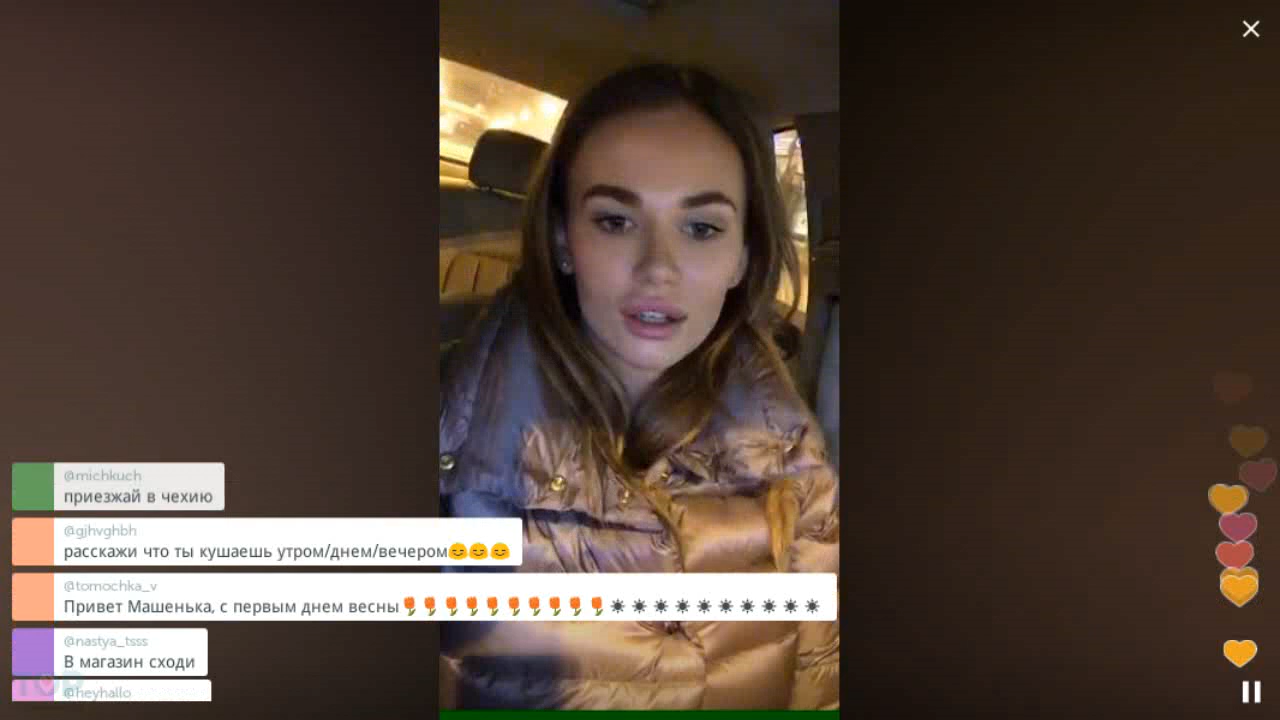 @michkuch
приезжай в чехию
@gjhvghbh
расскажи что ты кушаешь утром/днем/вечером😊😊😊
@tomochka_v
Привет Машенька, с первым днем весны🌷🌷🌷🌷🌷🌷🌷🌷🌷🌷☀☀☀☀☀☀☀☀☀☀
@nastya_tsss
В магазин сходи
@heyhallo